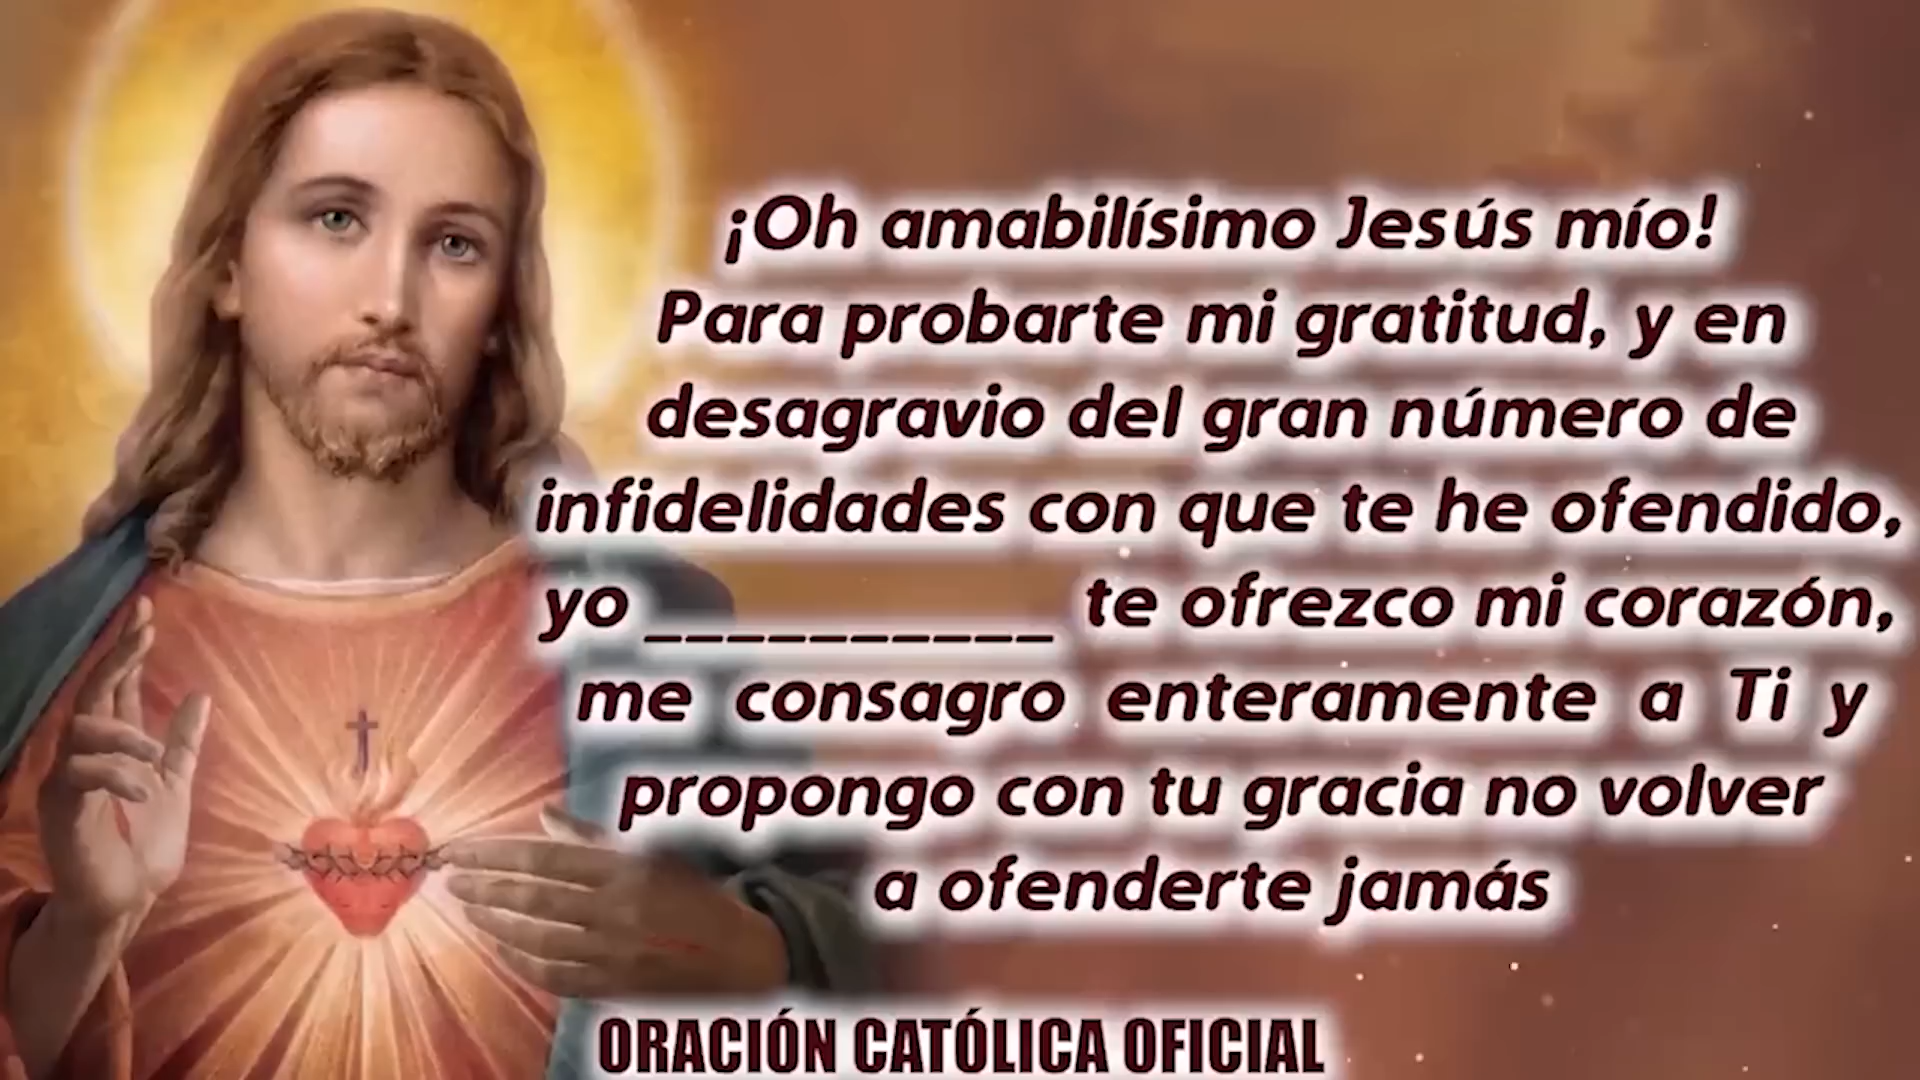 ¡Oh amabilísimo Jesús mío!
Para probarte mi gratitud, y en
desagravio del gran número de
infidelidades con que te he ofendido,
yo __________ te ofrezco mi corazón,
me consagro enteramente a Ti y
propongo con tu gracia no volver
a ofenderte jamás
ORACIÓN CATÓLICA OFICIAL